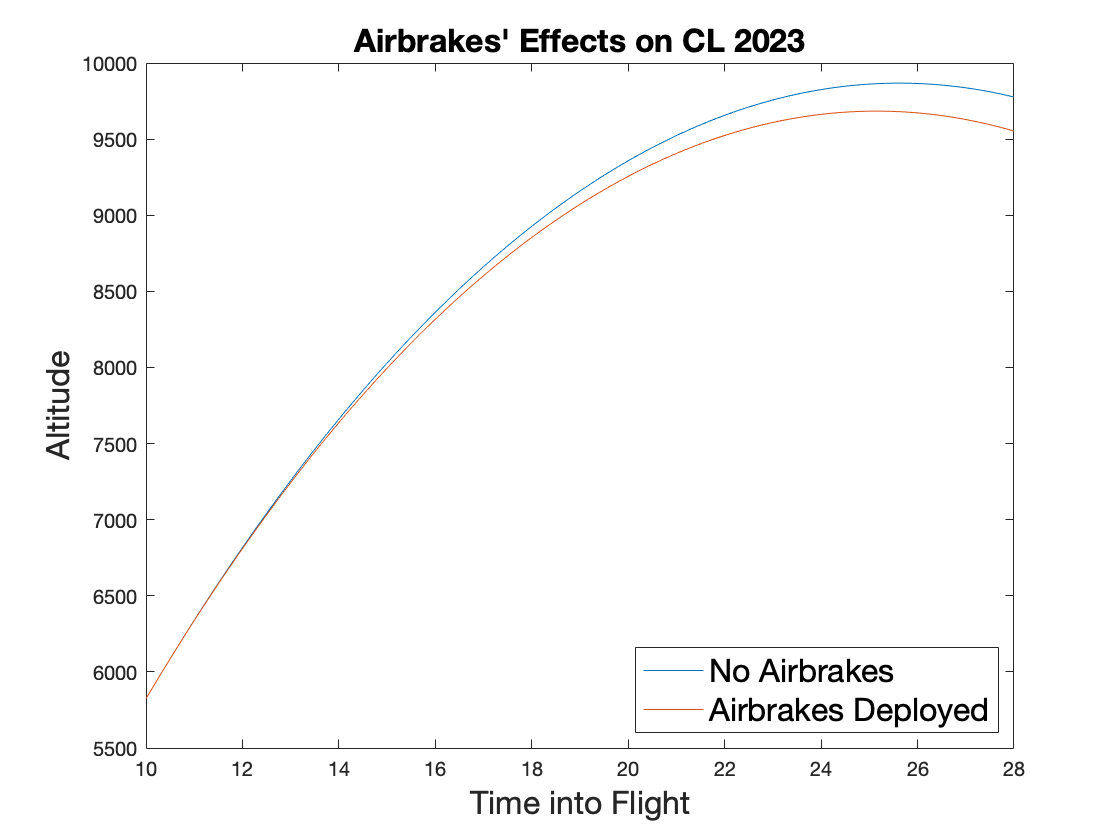 Airbrakes' Effects on CL 2023
10000
9500
9000
8500
8000
7500
7000
6500
6000
5500
Altitude
10 12 14 16 18 20 22 24 26 28
Time into Flight
No Airbrakes
Airbrakes Deployed